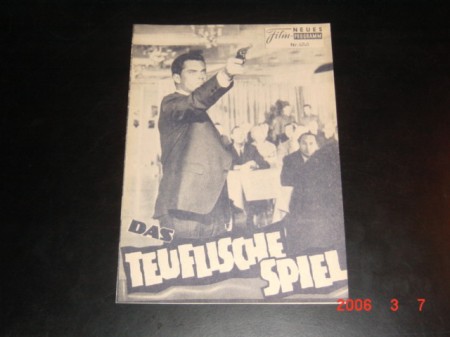 NEUES
Film-PROGRAMM
DAS
TEUFLISCHE
SPIEL
2006 3 7